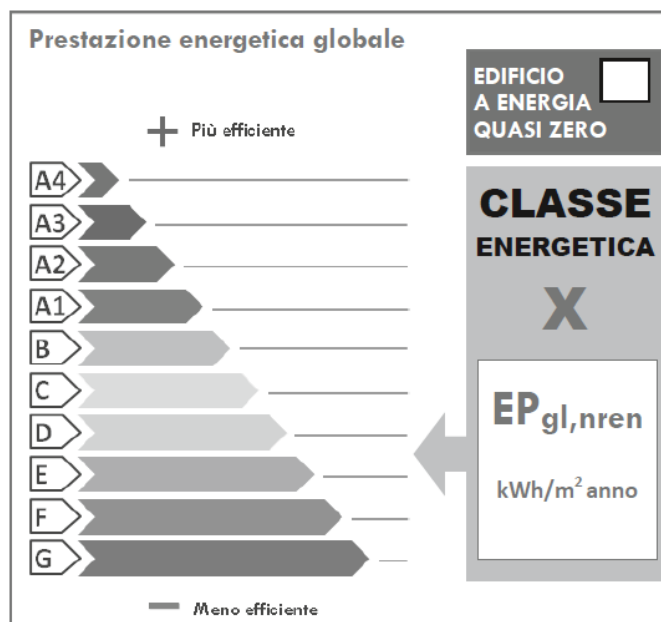 Prestazione energetica globale
EDIFICIO
A ENERGIA
QUASI ZERO
+ Più efficiente
A4
A3
A2
A1
B
C
D
E
F
G
— Meno efficiente
CLASSE
ENERGETICA
X
EPgl,nren
kWh/m² anno